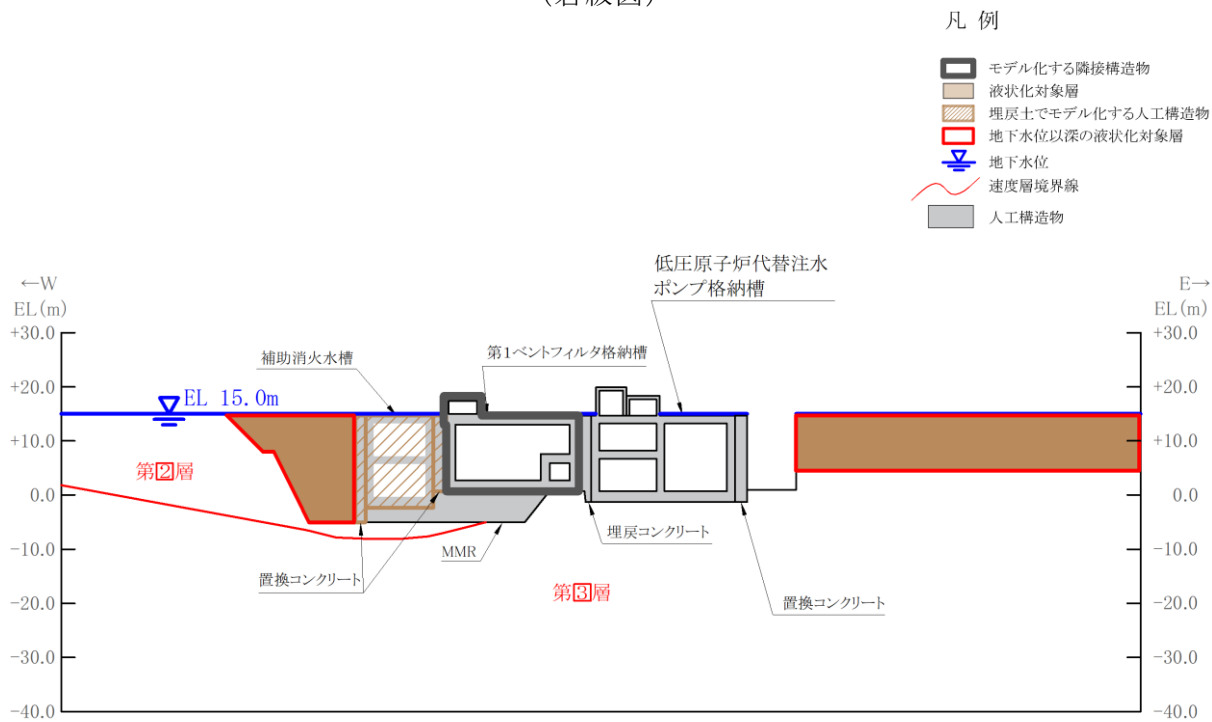 凡 例
モデル化する隣接構造物
液状化対象層
埋戻土でモデル化する人工構造物
地下水位以深の液状化対象層
地下水位
速度層境界線
人工構造物
低圧原子炉代替注水
ポンプ格納槽
←W
EL(m)
E→
EL(m)
+30.0
+20.0
+10.0
0.0
-10.0
-20.0
-30.0
-40.0
補助消火水槽
第1ベントフィルタ格納槽
EL 15.0m
第2層
置換コンクリート
MMR
埋戻コンクリート
第3層
置換コンクリート
+30.0
+20.0
+10.0
0.0
-10.0
-20.0
-30.0
-40.0